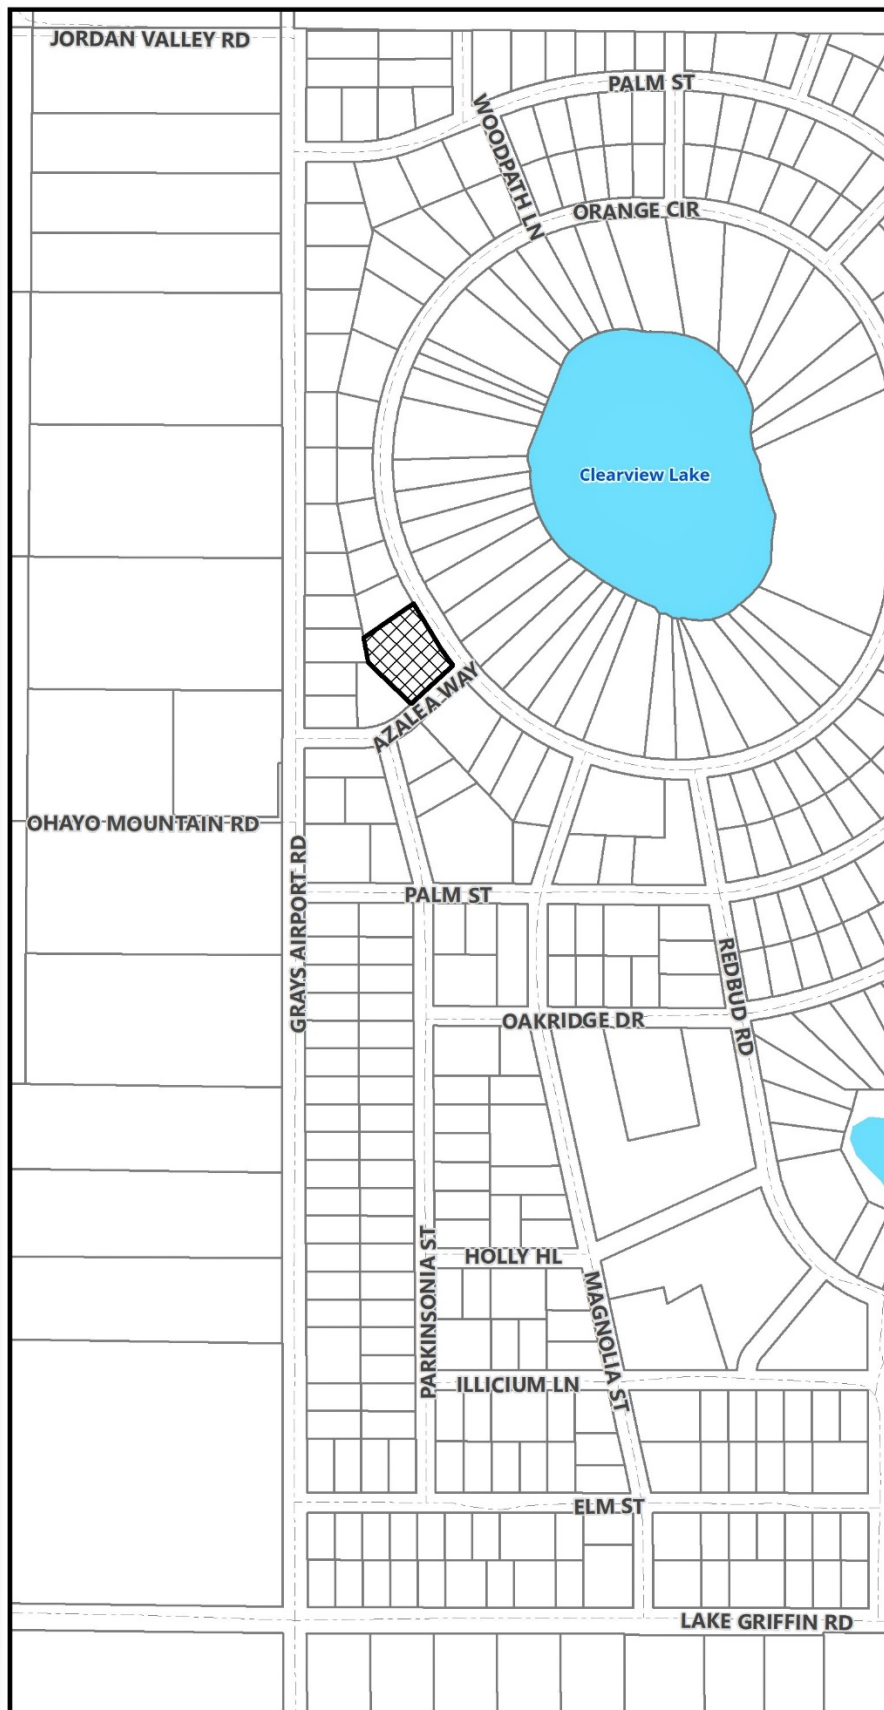 JORDAN VALLEY RD
PALM ST
WOODPATH LN
ORANGE CIR
Clearview Lake
AZALEA WAY
OHAYO MOUNTAIN RD
GRAYS AIRPORT RD
PALM ST
REDBUD RD
OAKRIDGE DR
PARKINSONIA ST
HOLLY HL
MAGNOLIA ST
ILLICIUM LN
ELM ST
LAKE GRIFFIN RD